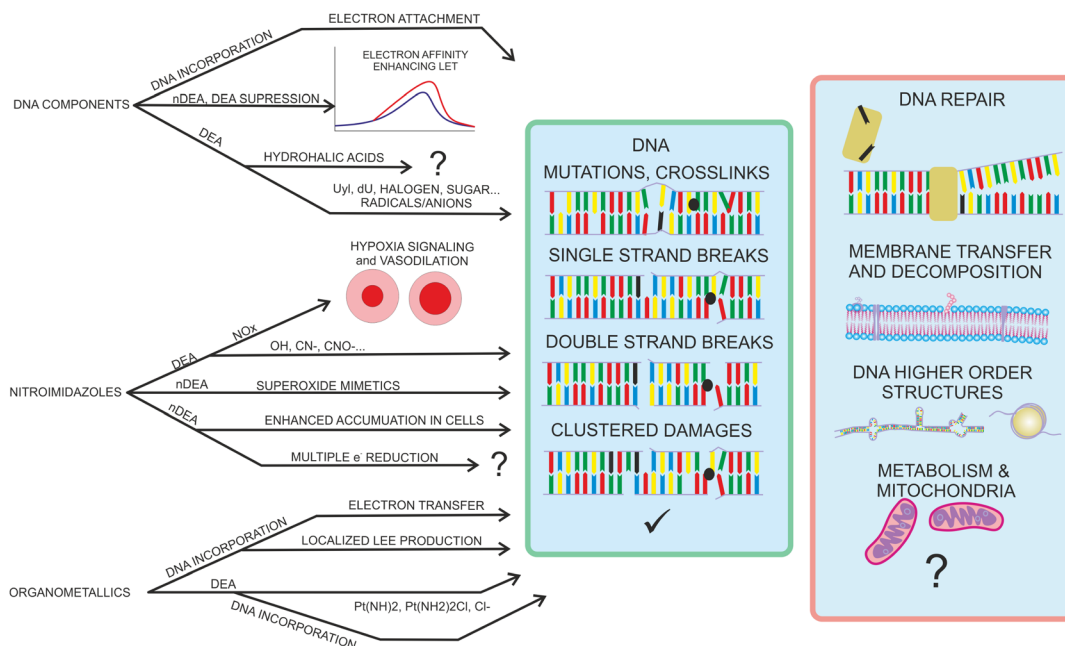 DNA COMPONENTS
DNA INCORPORATION
ELECTRON ATTACHMENT
nDEA, DEA SUPRESSION
ELECTRON AFFINITY
ENHANCING LET
DEA
HYDROHALIC ACIDS
?
Uyl, dU, HALOGEN, SUGAR...
RADICALS/ANIONS
NITROIMIDAZOLES
DEA
NOx
HYPOXIA SIGNALING
and VASODILATION
OH, CN-, CNO-...
nDEA
SUPEROXIDE MIMETICS
nDEA
ENHANCED ACCUMUATION IN CELLS
MULTIPLE e- REDUCTION
?
ORGANOMETALLICS
DNA INCORPORATION
ELECTRON TRANSFER
LOCALIZED LEE PRODUCTION
DEA
Pt(NH)2, Pt(NH2)2Cl, Cl-
DNA INCORPORATION
DNA
MUTATIONS, CROSSLINKS
SINGLE STRAND BREAKS
DOUBLE STRAND BREAKS
CLUSTERED DAMAGES
✓
DNA REPAIR
MEMBRANE TRANSFER
AND DECOMPOSITION
DNA HIGHER ORDER
STRUCTURES
METABOLISM &
MITOCHONDRIA
?